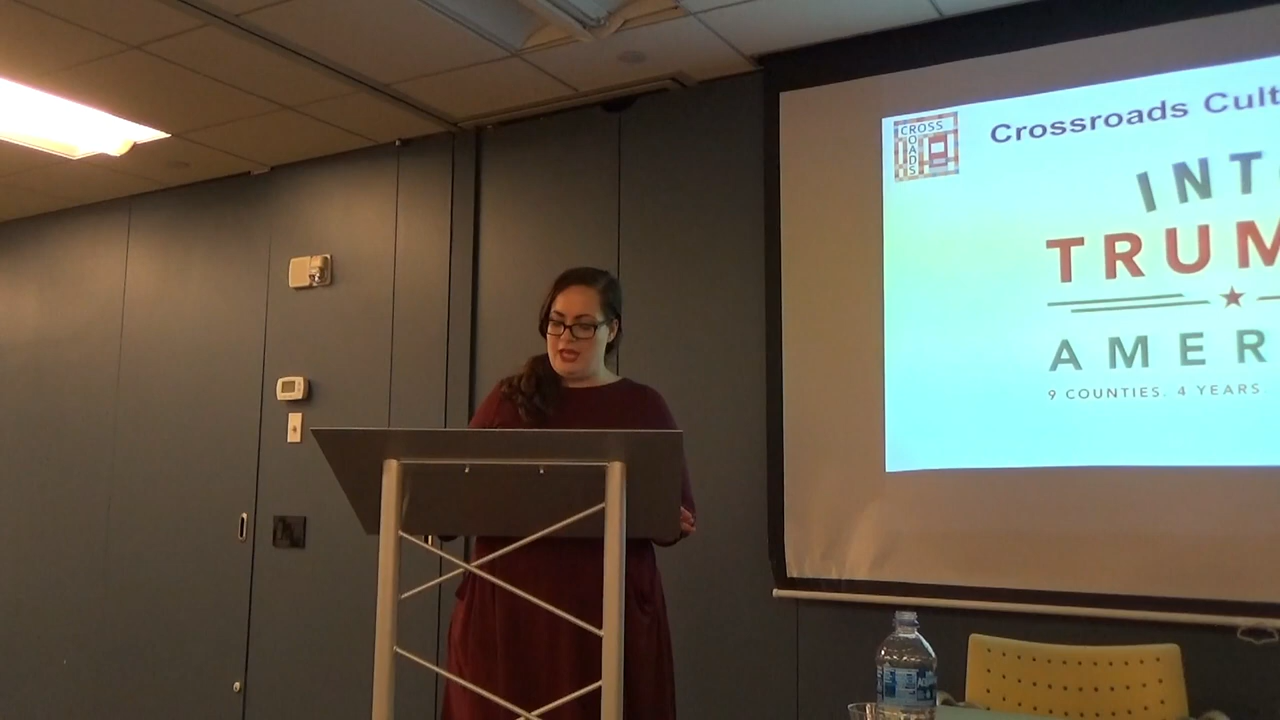 CROSS
ROADS
Crossroads Cult
INT
TRUM
AMER
9 COUNTIES. 4 YEARS